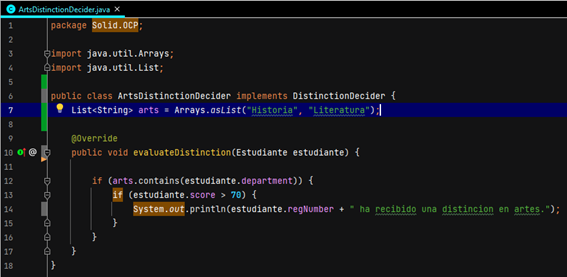 ArtsDistinctionDecider.java
1 package Solid.OCP;
2
3 import java.util.Arrays;
4 import java.util.List;
5
6 public class ArtsDistinctionDecider implements DistinctionDecider {
7 List<String> arts = Arrays.asList("Historia", "Literatura");
8
9 @Override
10 @ public void evaluateDistinction(Estudiante estudiante) {
11
12 if (arts.contains(estudiante.department)) {
13 if (estudiante.score > 70) {
14 System.out.println(estudiante.regNumber + " ha recibido una distincion en artes.");
15 }
16 }
17 }
18 }